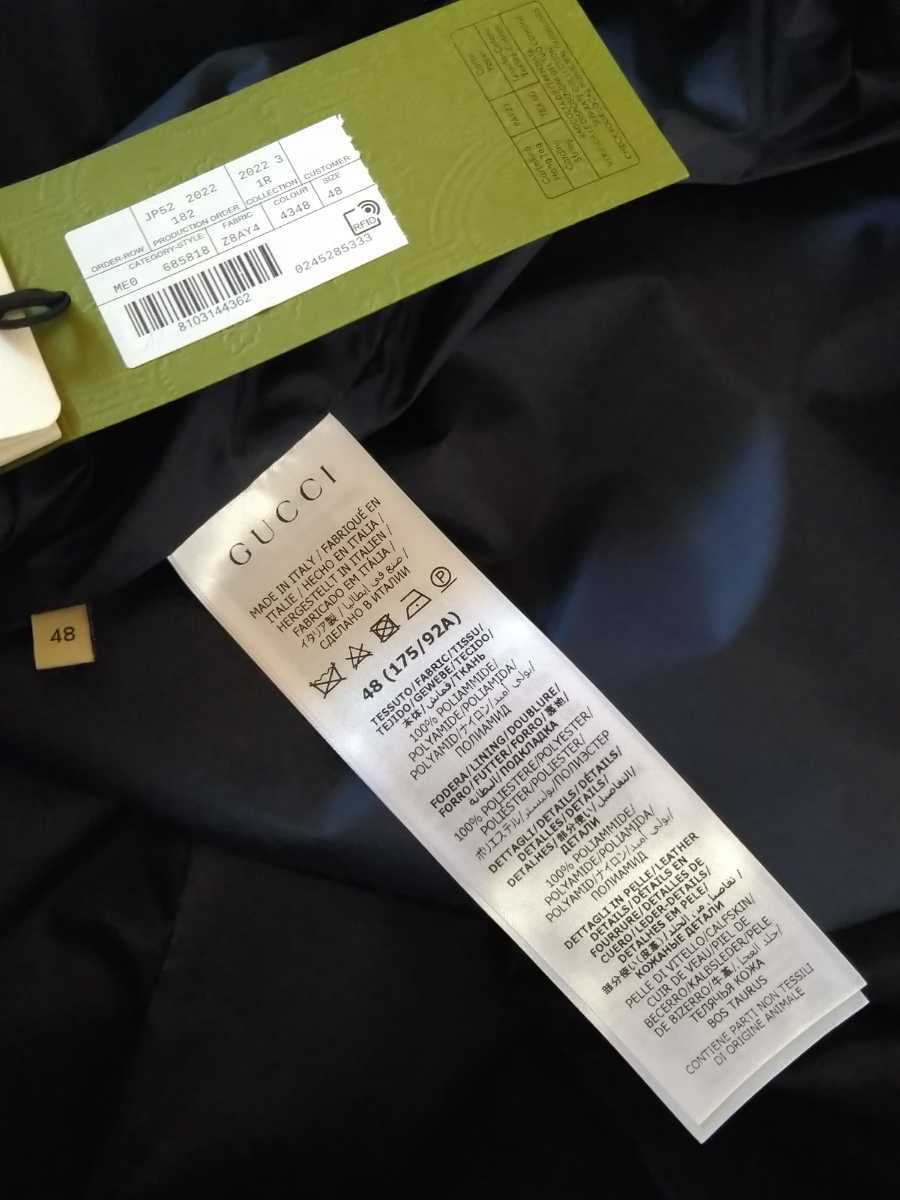 JP52 2022
182
2022 3
1R
ORDER-ROW
PRODUCTION ORDER
COLLECTION
CUSTOMER
CATEGORY-STYLE
FABRIC
COLOUR
SIZE
ME0 685818
Z8AY4
4348
48
RFID
8103144362
0245285333
GUCCI
MADE IN ITALY / FABRIQUÉ EN
ITALIE / HECHO EN ITALIA /
HERGESTELLT IN ITALIEN /
FABRICADO EM ITALIA /
イタリア製 / صنع في إيطاليا /
СДЕЛАНО В ИТАЛИИ
P
48
48 (175/92A)
TESSUTO/FABRIC/TISSU/
TEJIDO/GEWEBE/TECIDO/
本体/قماش/ТКАНЬ
100% POLIAMMIDE/
POLYAMIDE/POLIAMIDA/
POLYAMID/ナイロン/بولي أميد/
ПОЛИАМИД
FODERA/LINING/DOUBLURE/
FORRO/FUTTER/FORRO/裏地/
البطانة/ПОДКЛАДКА
100% POLIESTERE/POLYESTER/
POLIÉSTER/POLIESTER/
ポリエステル/بوليستر/ПОЛИЭСТЕР
DETTAGLI/DETAILS/DÉTAILS/
DETALLES/DETAILS/
DETALHES/部分使い/التفاصيل/
ДЕТАЛИ
100% POLIAMMIDE/
POLYAMIDE/POLIAMIDA/
POLYAMID/ナイロン/بولي أميد/
ПОЛИАМИД
DETTAGLI IN PELLE/LEATHER
DETAILS/DÉTAILS EN
FOURRURE/DETALLES DE
CUERO/LEDER-DETAILS/
DETALHES EM PELE/
部分使い(皮革)/تفاصيل من الجلد/
КОЖАНЫЕ ДЕТАЛИ
PELLE DI VITELLO/CALFSKIN/
CUIR DE VEAU/PIEL DE
BECERRO/KALBSLEDER/PELE
DE BIZERRO/牛革/جلد العجل/
ТЕЛЯЧЬЯ КОЖА
BOS TAURUS
CONTIENE PARTI NON TESSILI
DI ORIGINE ANIMALE